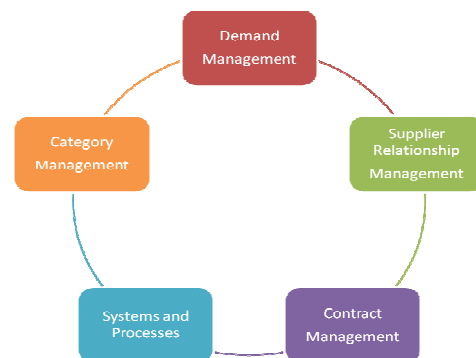 Demand
Management
Supplier
Relationship
Management
Contract
Management
Systems and
Processes
Category
Management